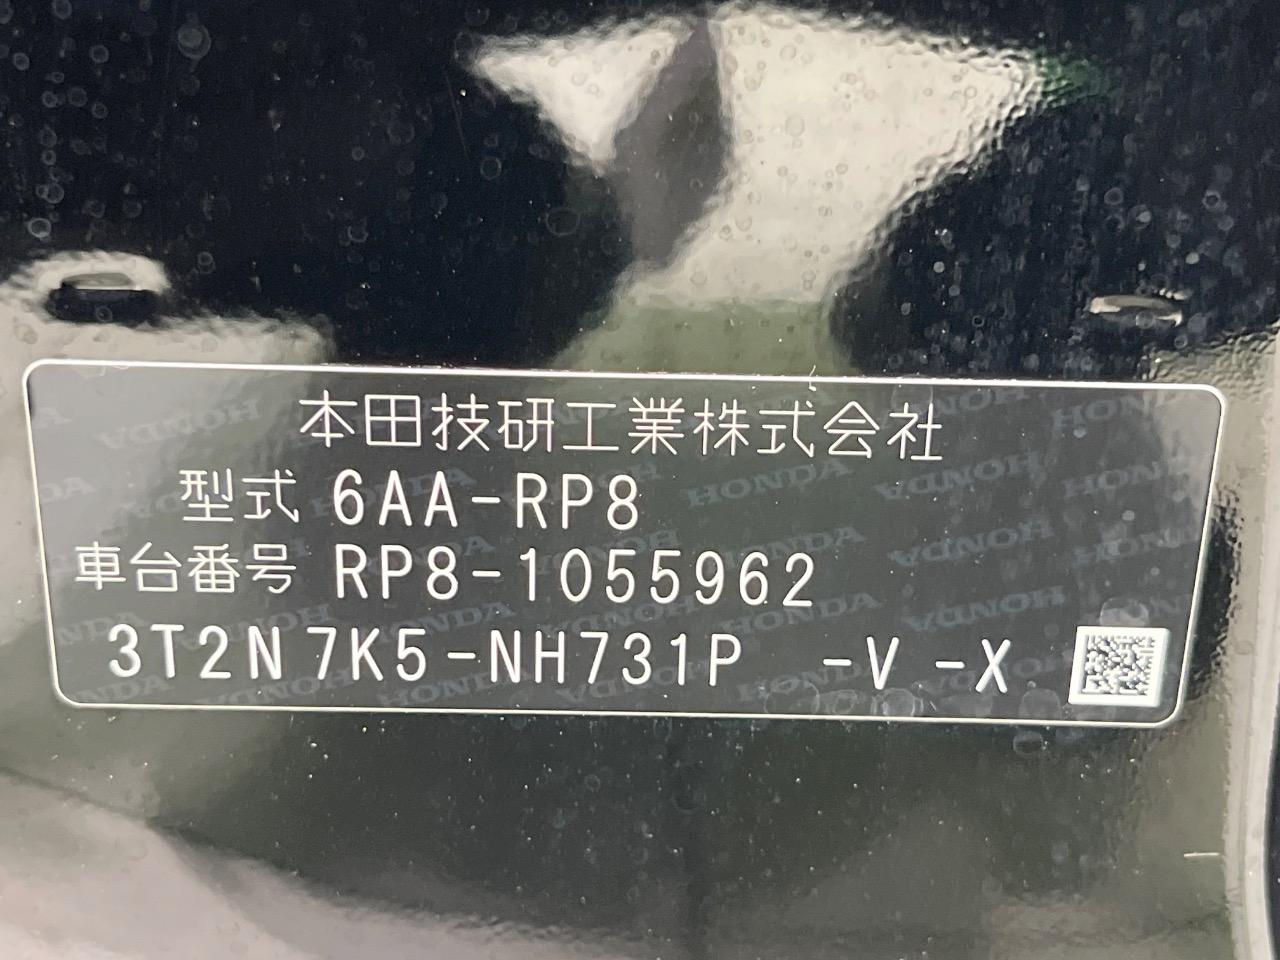 本田技研工業株式会社
型式 6AA-RP8
車台番号 RP8-1055962
3T2N7K5-NH731P -V -X